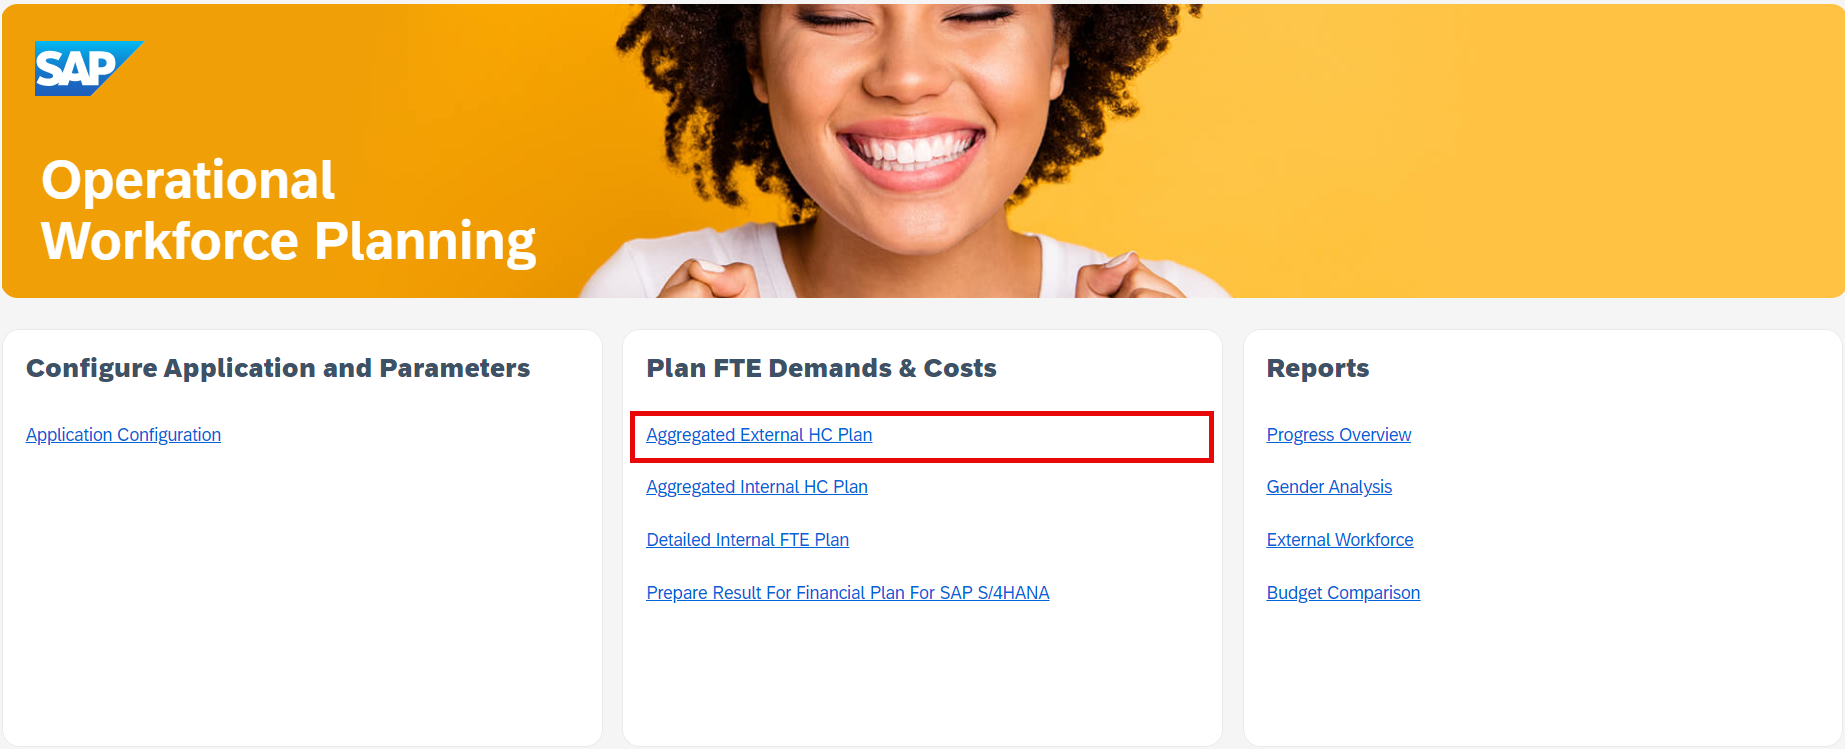 SAP
Operational
Workforce Planning
Configure Application and Parameters
Application Configuration
Plan FTE Demands & Costs
Aggregated External HC Plan
Aggregated Internal HC Plan
Detailed Internal FTE Plan
Prepare Result For Financial Plan For SAP S/4HANA
Reports
Progress Overview
Gender Analysis
External Workforce
Budget Comparison